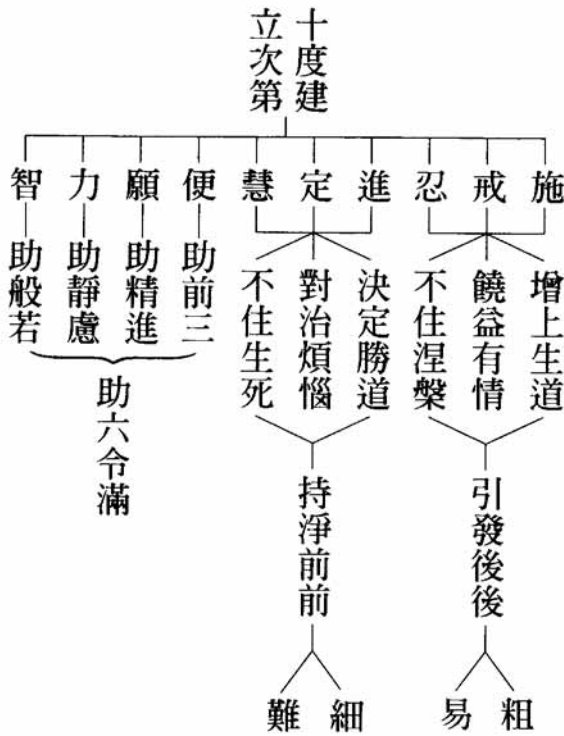 十度建
立次第
施
戒
忍
進
定
慧
便
願
力
智
增上生道
饒益有情
不住涅槃
決定勝道
對治煩惱
不住生死
助前三
助精進
助靜慮
助般若
引發後後
持淨前前
助六令滿
粗
易
細
難